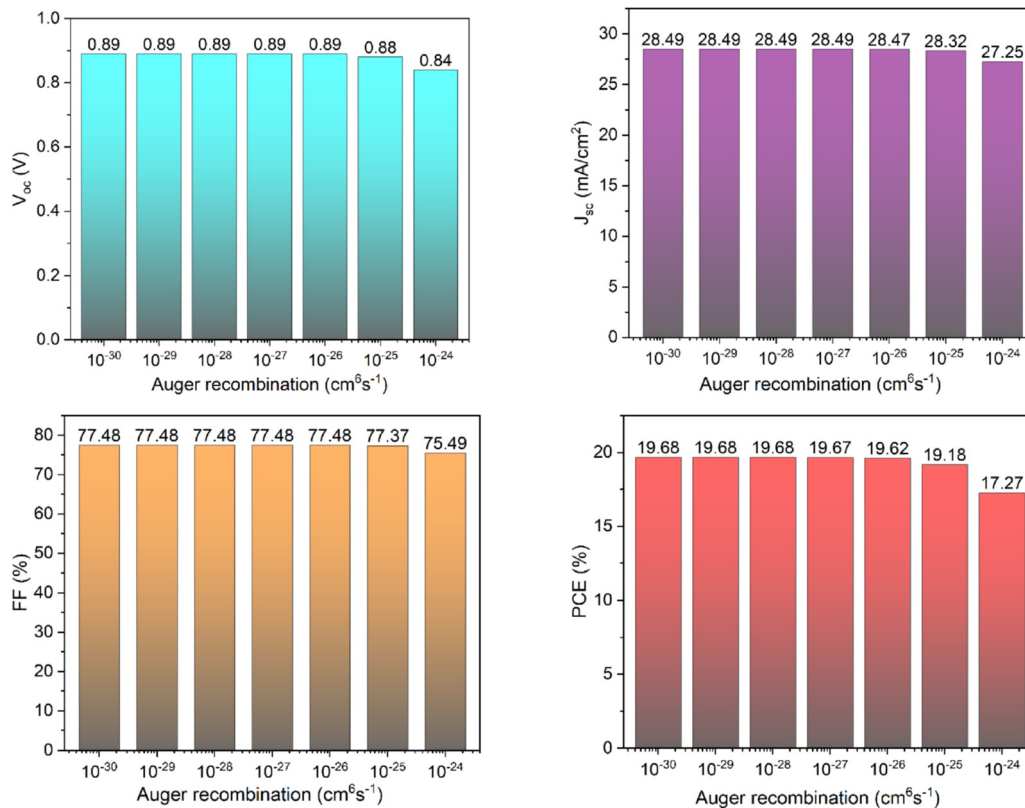 1.0
0.8
0.6
0.4
0.2
0.0
V_oc (V)
0.89 0.89 0.89 0.89 0.89 0.88 0.84
10⁻³⁰ 10⁻²⁹ 10⁻²⁸ 10⁻²⁷ 10⁻²⁶ 10⁻²⁵ 10⁻²⁴
Auger recombination (cm⁶s⁻¹)
30
25
20
15
10
5
0
J_sc (mA/cm²)
28.49 28.49 28.49 28.49 28.47 28.32 27.25
10⁻³⁰ 10⁻²⁹ 10⁻²⁸ 10⁻²⁷ 10⁻²⁶ 10⁻²⁵ 10⁻²⁴
Auger recombination (cm⁶s⁻¹)
80
70
60
50
40
30
20
10
0
FF (%)
77.48 77.48 77.48 77.48 77.48 77.37 75.49
10⁻³⁰ 10⁻²⁹ 10⁻²⁸ 10⁻²⁷ 10⁻²⁶ 10⁻²⁵ 10⁻²⁴
Auger recombination (cm⁶s⁻¹)
20
15
10
5
0
PCE (%)
19.68 19.68 19.68 19.67 19.62 19.18 17.27
10⁻³⁰ 10⁻²⁹ 10⁻²⁸ 10⁻²⁷ 10⁻²⁶ 10⁻²⁵ 10⁻²⁴
Auger recombination (cm⁶s⁻¹)